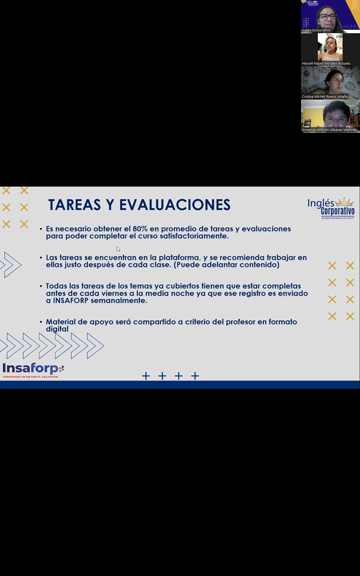 TAREAS Y EVALUACIONES
Inglés
Corporativo
• Es necesario obtener el 80% en promedio de tareas y evaluaciones
para poder completar el curso satisfactoriamente.
• Las tareas se encuentran en la plataforma, y se recomienda trabajar en
ellas justo después de cada clase. (Puede adelantar contenido)
• Todas las tareas de los temas ya cubiertos tienen que estar completas
antes de cada viernes a la media noche ya que ese registro es enviado
a INSAFORP semanalmente.
• Material de apoyo será compartido a criterio del profesor en formato
digital
Insaforp